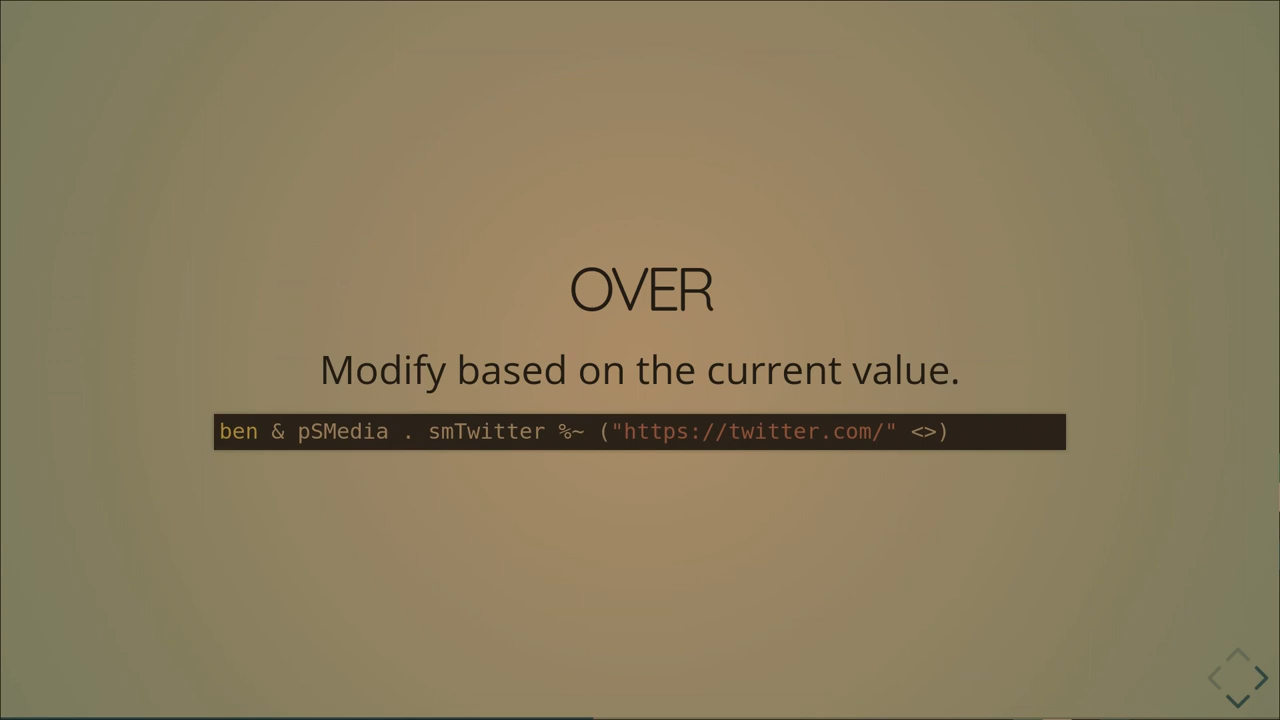 OVER
Modify based on the current value.
ben & pSMedia . smTwitter %~ ("https://twitter.com/" <>)